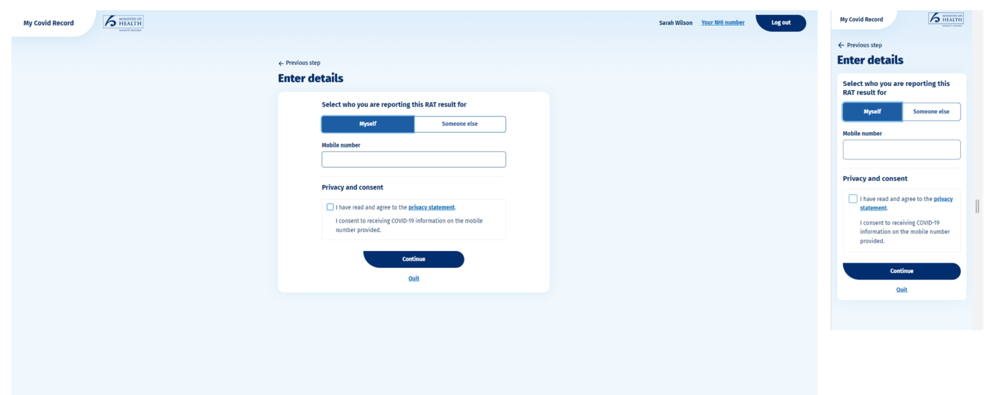 My Covid Record
MINISTRY OF
HEALTH
MANATŪ HAUORA
Sarah Wilson Your NHI number Log out
← Previous step
Enter details
Select who you are reporting this RAT result for
Myself Someone else
Mobile number
Privacy and consent
I have read and agree to the privacy statement.
I consent to receiving COVID-19 information on the mobile
number provided.
Continue
Quit
My Covid Record
MINISTRY OF
HEALTH
MANATŪ HAUORA
← Previous step
Enter details
Select who you are reporting this
RAT result for
Myself Someone else
Mobile number
Privacy and consent
I have read and agree to the privacy
statement.
I consent to receiving COVID-19
information on the mobile number
provided.
Continue
Quit